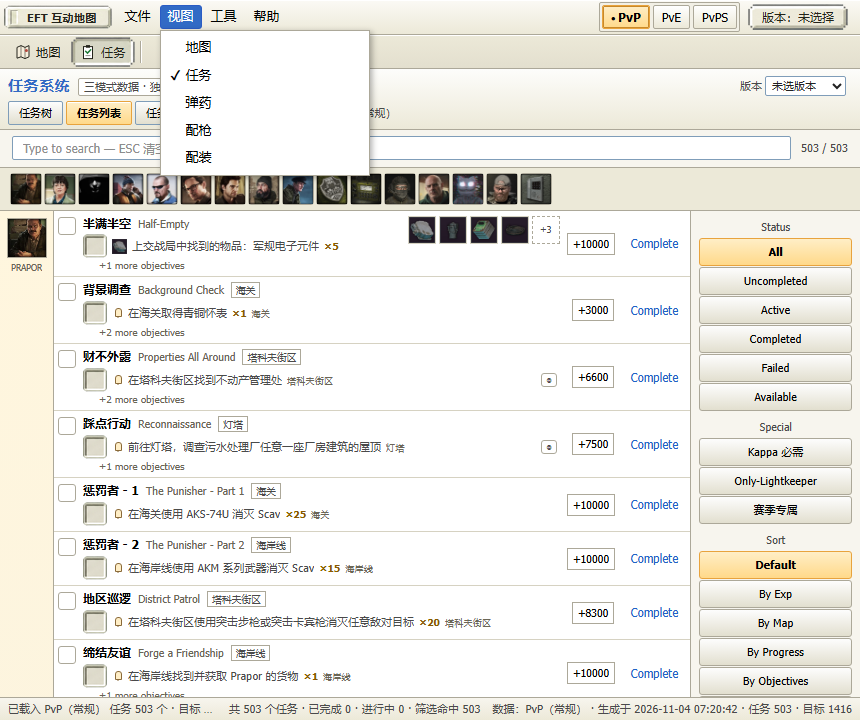 EFT 互动地图 文件 视图 工具 帮助 • PvP PvE PvPS 版本：未选择
地图 任务
地图
✓ 任务
弹药
配枪
配装
任务系统 三模式数据 · 独 版本 未选版本
任务树 任务列表 常规）
Type to search — ESC 清空 503 / 503
PRAPOR
半满半空 Half-Empty
上交战局中找到的物品：军规电子元件 ×5
+1 more objectives
+3
+10000 Complete
背景调查 Background Check 海关
在海关取得青铜怀表 ×1 海关
+2 more objectives
+3000 Complete
财不外露 Properties All Around 塔科夫街区
在塔科夫街区找到不动产管理处 塔科夫街区
+2 more objectives
+6600 Complete
踩点行动 Reconnaissance 灯塔
前往灯塔，调查污水处理厂任意一座厂房建筑的屋顶 灯塔
+1 more objectives
+7500 Complete
惩罚者 - 1 The Punisher - Part 1 海关
在海关使用 AKS-74U 消灭 Scav ×25 海关
+10000 Complete
惩罚者 - 2 The Punisher - Part 2 海岸线
在海岸线使用 AKM 系列武器消灭 Scav ×15 海岸线
+10000 Complete
地区巡逻 District Patrol 塔科夫街区
在塔科夫街区使用突击步枪或突击卡宾枪消灭任意敌对目标 ×20 塔科夫街区
+8300 Complete
缔结友谊 Forge a Friendship 海岸线
在海岸线找到并获取 Prapor 的货物 ×1 海岸线
+1 more objectives
+10000 Complete
Status
All
Uncompleted
Active
Completed
Failed
Available
Special
Kappa 必需
Only-Lightkeeper
赛季专属
Sort
Default
By Exp
By Map
By Progress
By Objectives
已载入 PvP（常规） 任务 503 个 · 目标 ... 共 503 个任务 · 已完成 0 · 进行中 0 · 筛选命中 503 数据：PvP（常规） · 生成于 2026-11-04 07:20:42 · 任务 503 · 目标 1416